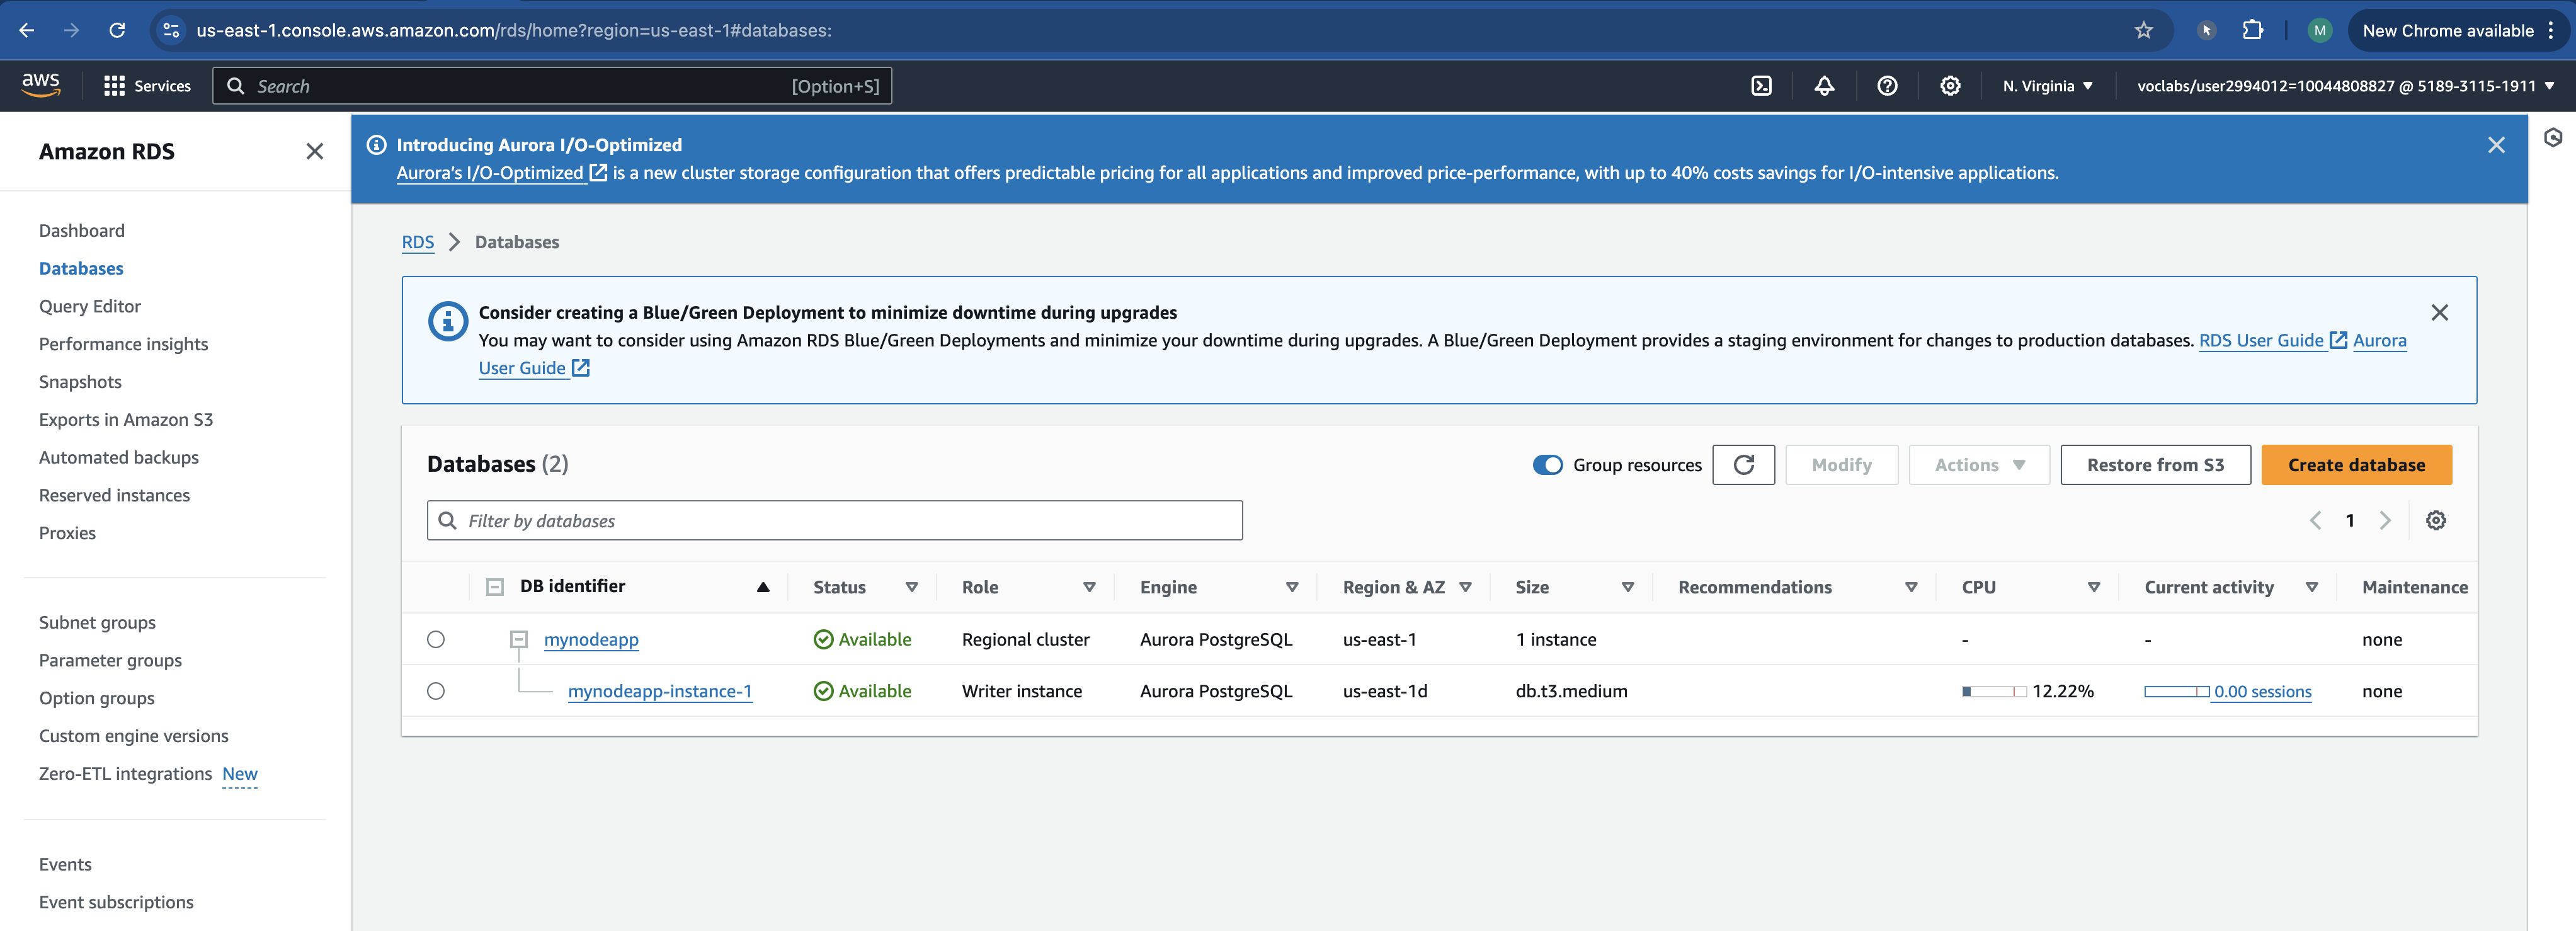 us-east-1.console.aws.amazon.com/rds/home?region=us-east-1#databases:
M
New Chrome available
aws
Services
Search
[Option+S]
N. Virginia
voclabs/user2994012=10044808827 @ 5189-3115-1911
Amazon RDS
Dashboard
Databases
Query Editor
Performance insights
Snapshots
Exports in Amazon S3
Automated backups
Reserved instances
Proxies
Subnet groups
Parameter groups
Option groups
Custom engine versions
Zero-ETL integrations New
Events
Event subscriptions
Introducing Aurora I/O-Optimized
Aurora's I/O-Optimized is a new cluster storage configuration that offers predictable pricing for all applications and improved price-performance, with up to 40% costs savings for I/O-intensive applications.
RDS > Databases
Consider creating a Blue/Green Deployment to minimize downtime during upgrades
You may want to consider using Amazon RDS Blue/Green Deployments and minimize your downtime during upgrades. A Blue/Green Deployment provides a staging environment for changes to production databases. RDS User Guide Aurora
User Guide
Databases (2)
Group resources
Modify
Actions
Restore from S3
Create database
Filter by databases
1
DB identifier Status Role Engine Region & AZ Size Recommendations CPU Current activity Maintenance
mynodeapp Available Regional cluster Aurora PostgreSQL us-east-1 1 instance - - none
mynodeapp-instance-1 Available Writer instance Aurora PostgreSQL us-east-1d db.t3.medium 12.22% 0.00 sessions none